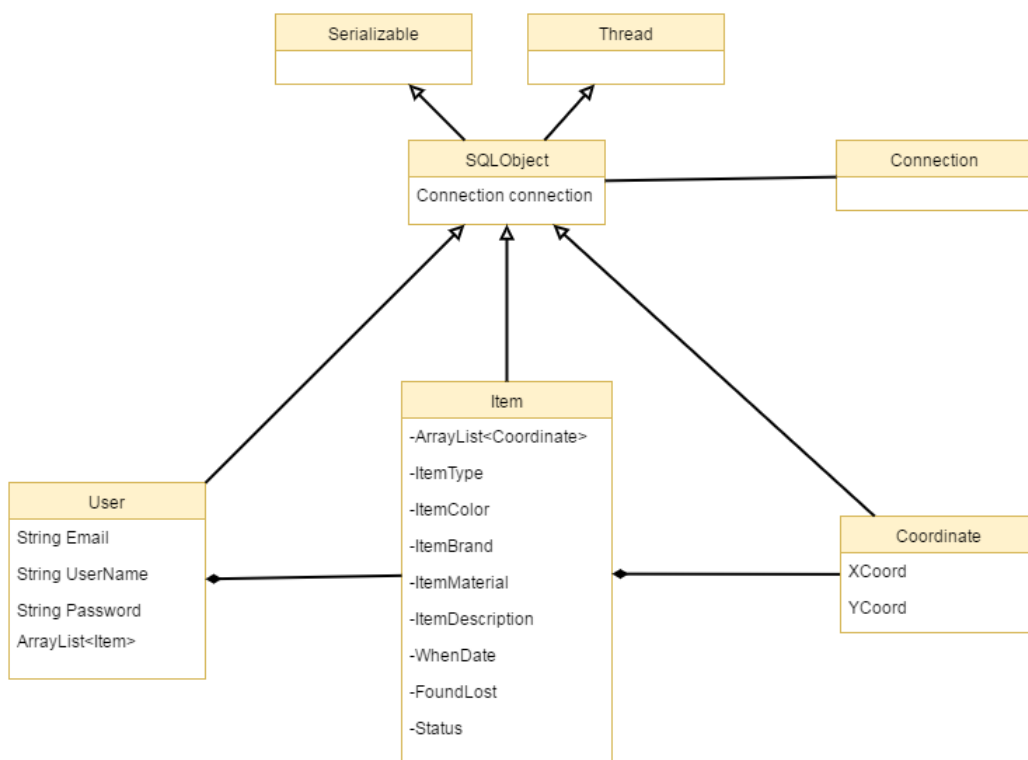 Serializable
Thread
SQLObject
Connection connection
Connection
Item
-ArrayList<Coordinate>
-ItemType
-ItemColor
-ItemBrand
-ItemMaterial
-ItemDescription
-WhenDate
-FoundLost
-Status
User
String Email
String UserName
String Password
ArrayList<Item>
Coordinate
XCoord
YCoord